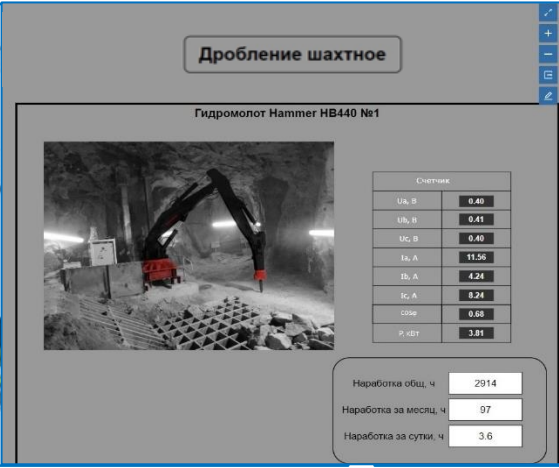 Дробление шахтное
Гидромолот Hammer HB440 №1
Счетчик
Ua, В 0.40
Ub, В 0.41
Uc, В 0.40
Ia, А 11.56
Ib, А 4.24
Ic, А 8.24
cosφ 0.68
P, кВт 3.81
Наработка общ, ч 2914
Наработка за месяц, ч 97
Наработка за сутки, ч 3.6